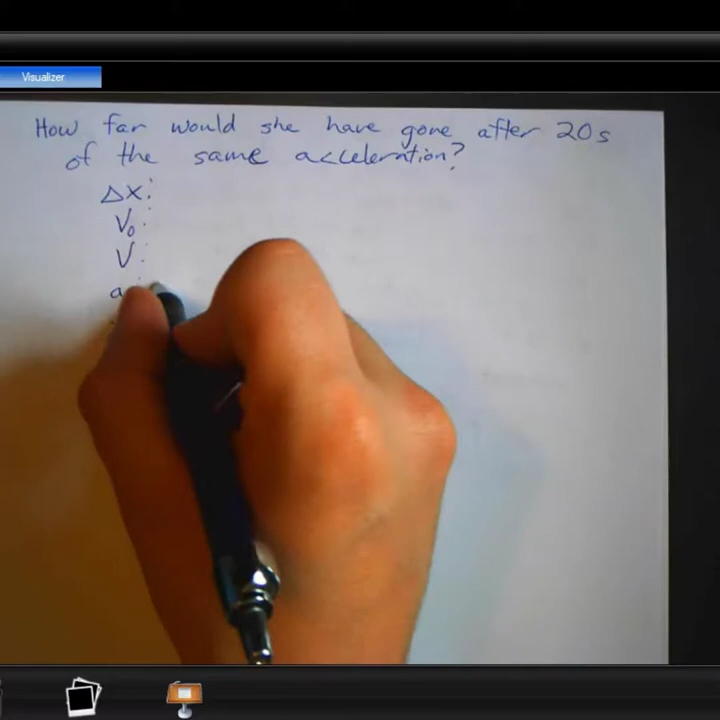 Visualizer
How far would she have gone after 20s
of the same acceleration?
Δx:
V₀:
V:
a